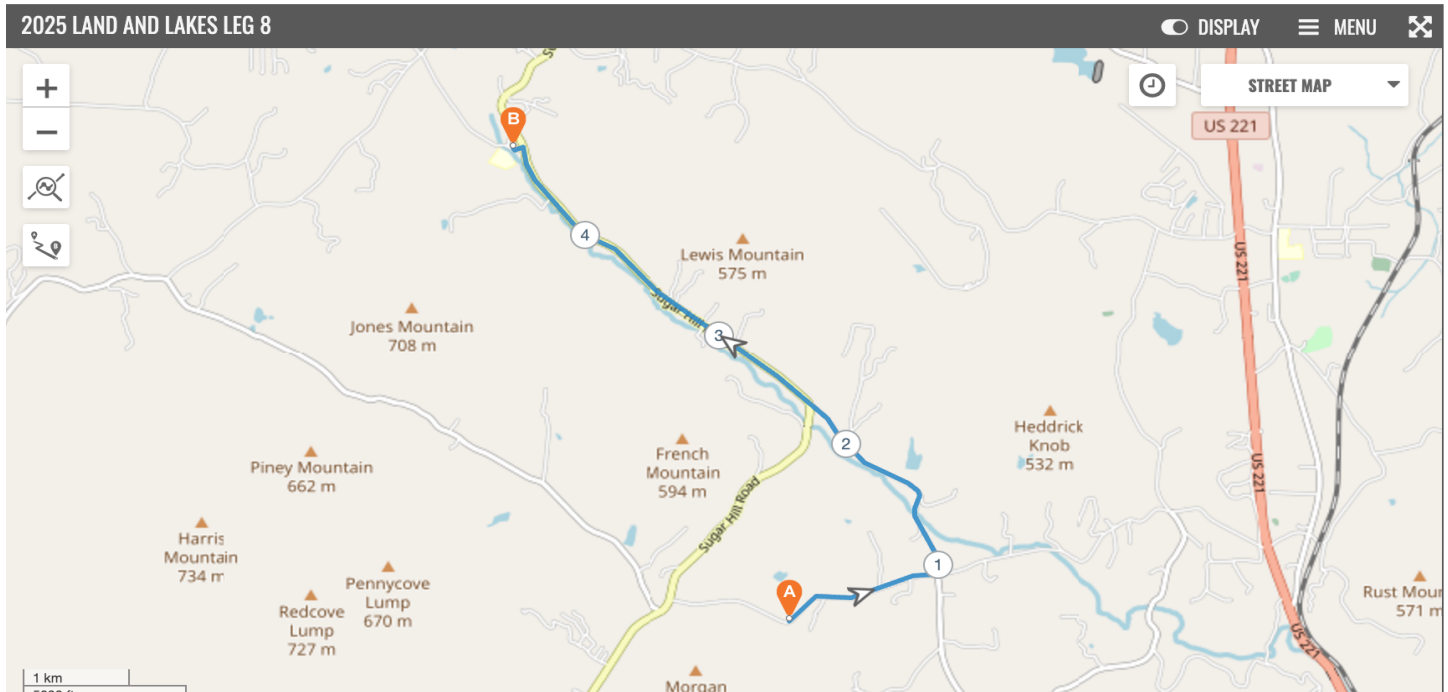 2025 LAND AND LAKES LEG 8
DISPLAY
MENU
+
−
STREET MAP
US 221
B
4
Lewis Mountain
575 m
US 221
Jones Mountain
708 m
Sugar Hill
3
2
Heddrick
Knob
532 m
French
Mountain
594 m
Piney Mountain
662 m
US 221
Sugar Hill Road
Harris
Mountain
734 m
1
Pennycove
Lump
670 m
A
Redcove
Lump
727 m
Rust Moun
571 m
US 221
Morgan
1 km